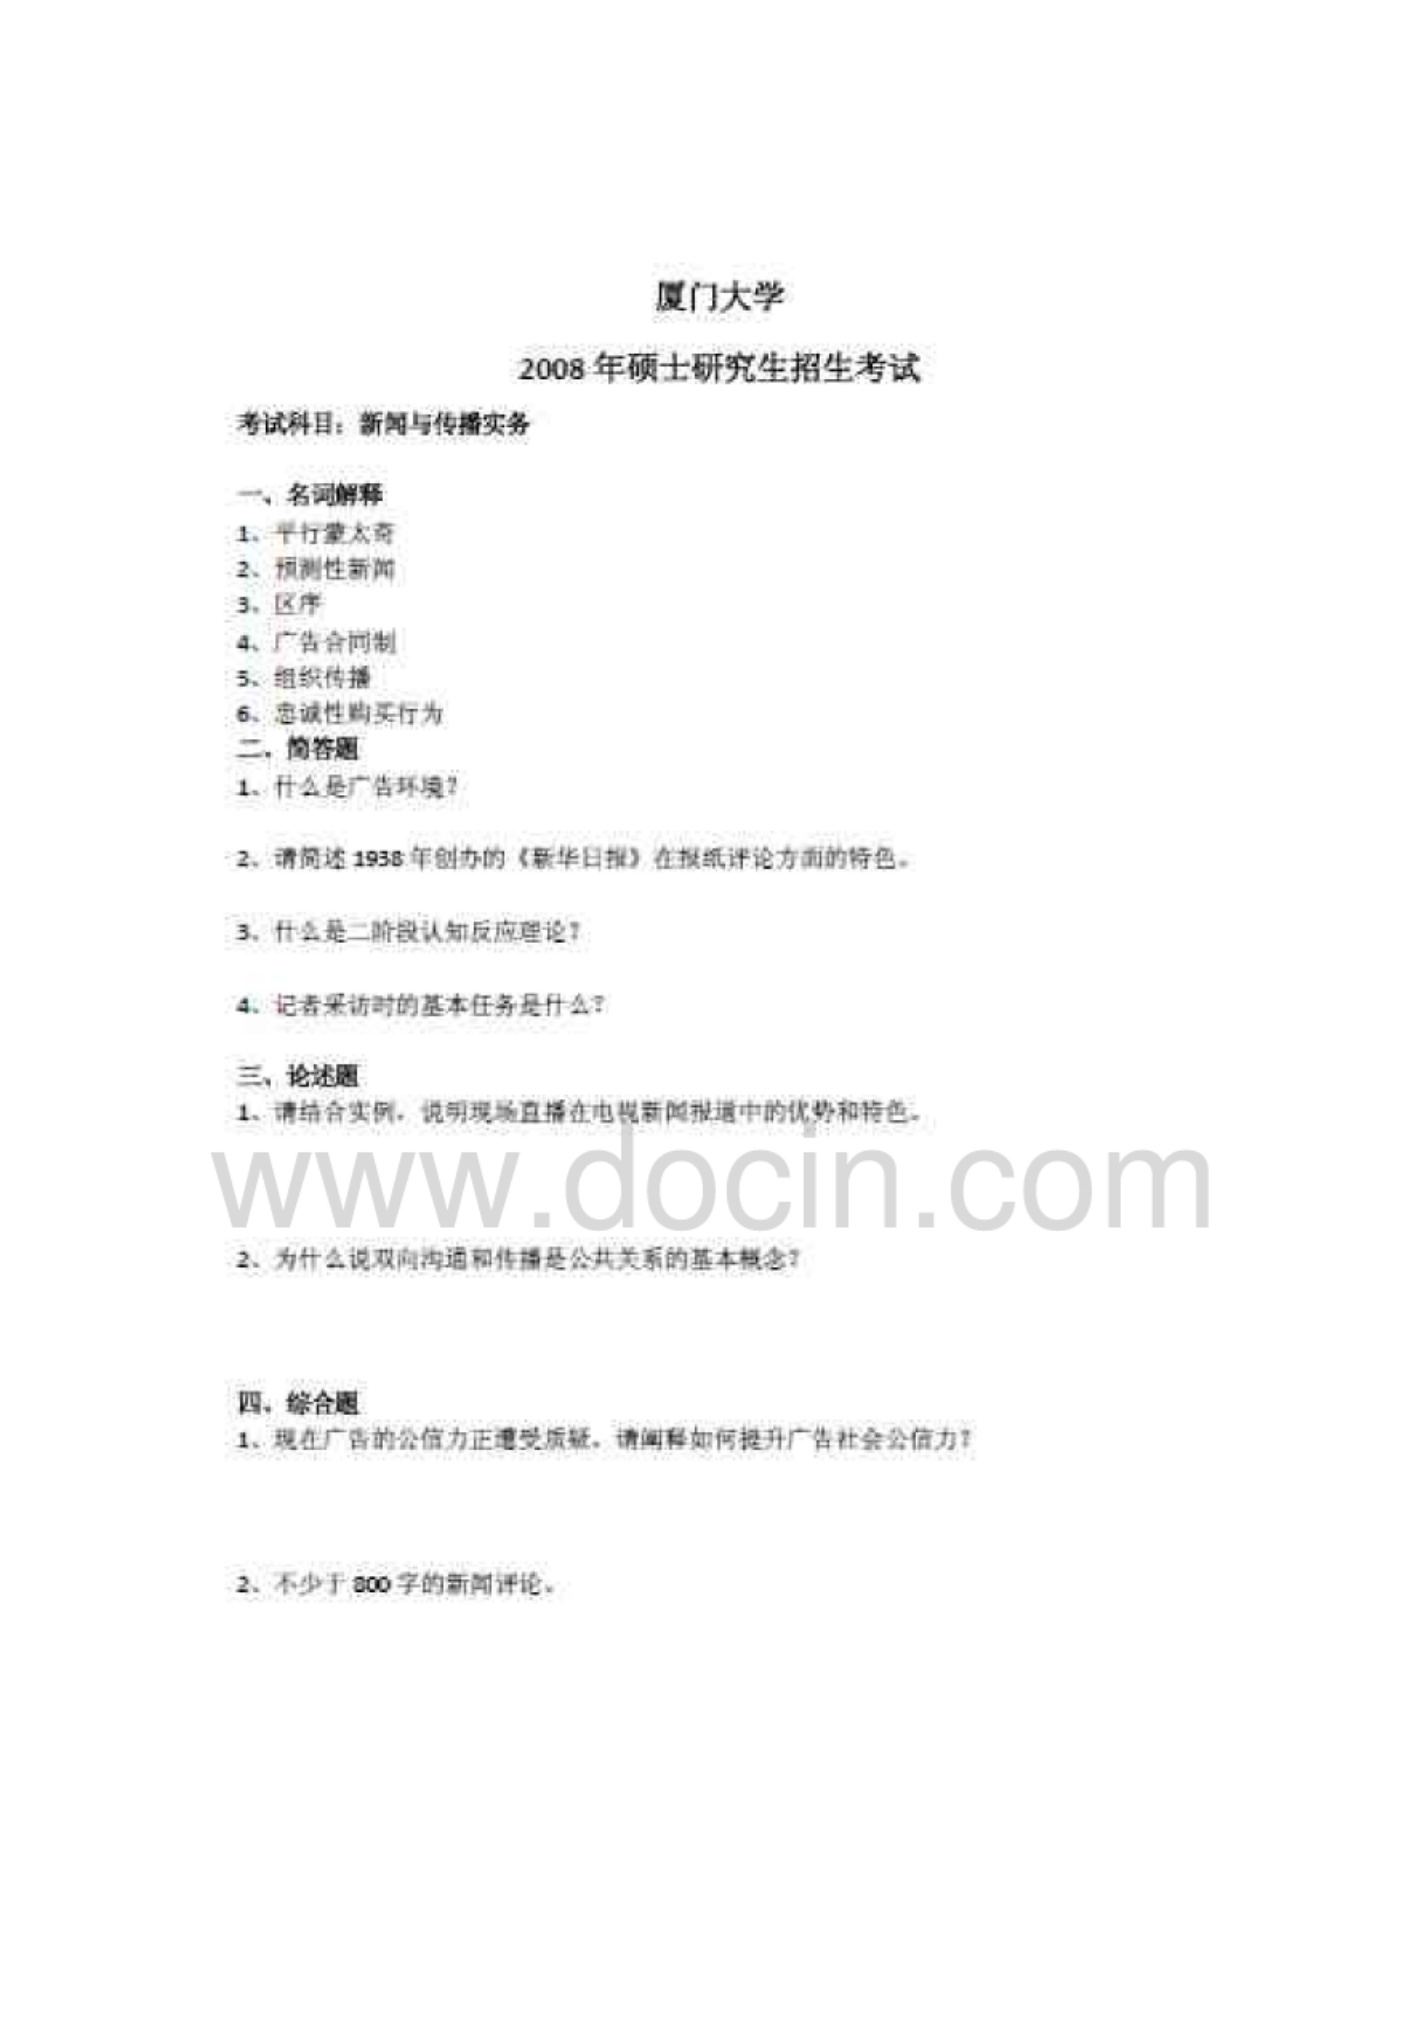 厦门大学
2008 年硕士研究生招生考试
考试科目：新闻与传播实务
一、名词解释
1、平行蒙太奇
2、预测性新闻
3、区序
4、广告合同制
5、组织传播
6、忠诚性购买行为
二、简答题
1、什么是广告环境？
2、请简述 1938 年创办的《新华日报》在报纸评论方面的特色。
3、什么是二阶段认知反应理论？
4、记者采访时的基本任务是什么？
三、论述题
1、请结合实例，说明现场直播在电视新闻报道中的优势和特色。
www.docin.com
2、为什么说双向沟通和传播是公共关系的基本概念？
四、综合题
1、现在广告的公信力正遭受质疑，请阐释如何提升广告社会公信力？
2、不少于 800 字的新闻评论。